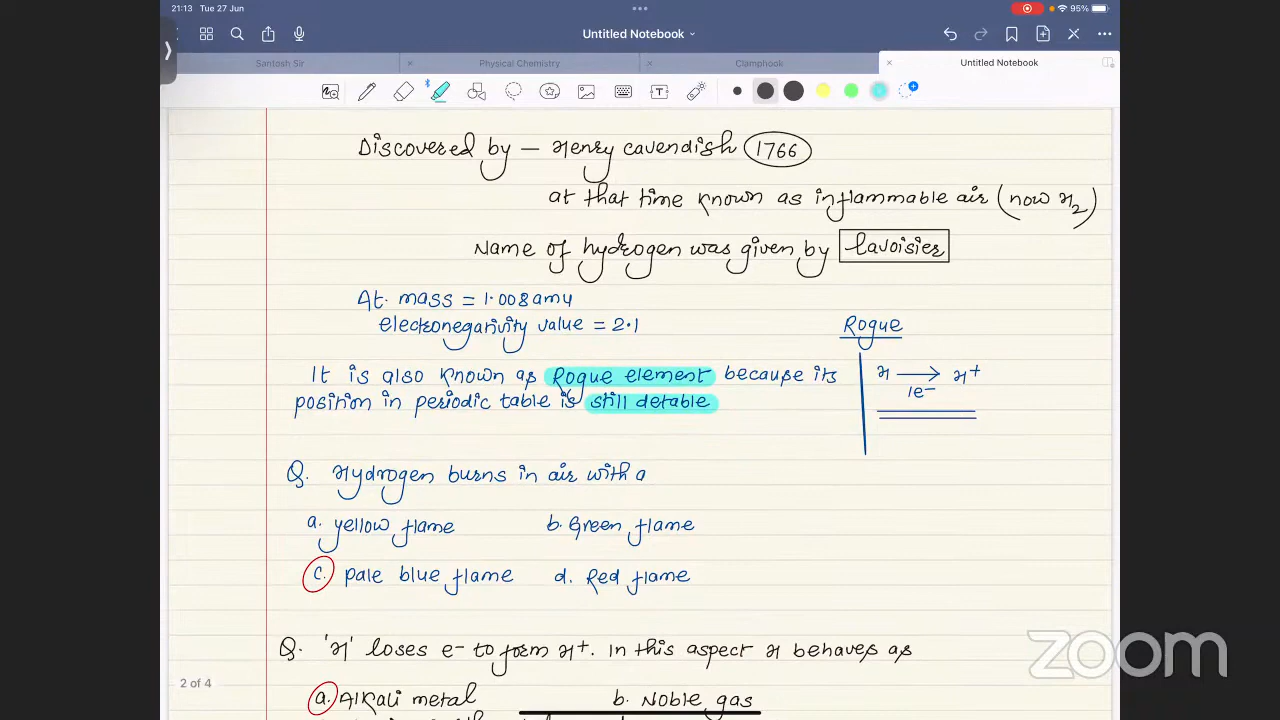 21:13 Tue 27 Jun
95%
Untitled Notebook
Santosh Sir
Physical Chemistry
Clamphook
Untitled Notebook
Discovered by – Henry cavendish 1766
at that time known as inflammable air (now H₂)
Name of hydrogen was given by lavoisier
At. mass = 1.008amu
electronegativity value = 2.1
Rogue
It is also known as Rogue element because its
H → H+
1e-
position in periodic table is still detable
Q. Hydrogen burns in air with a
a. yellow flame b. Green flame
c. pale blue flame d. Red flame
Q. 'H' loses e- to form H+. In this aspect H behaves as
a. Alkali metal b. Noble gas
2 of 4
zoom